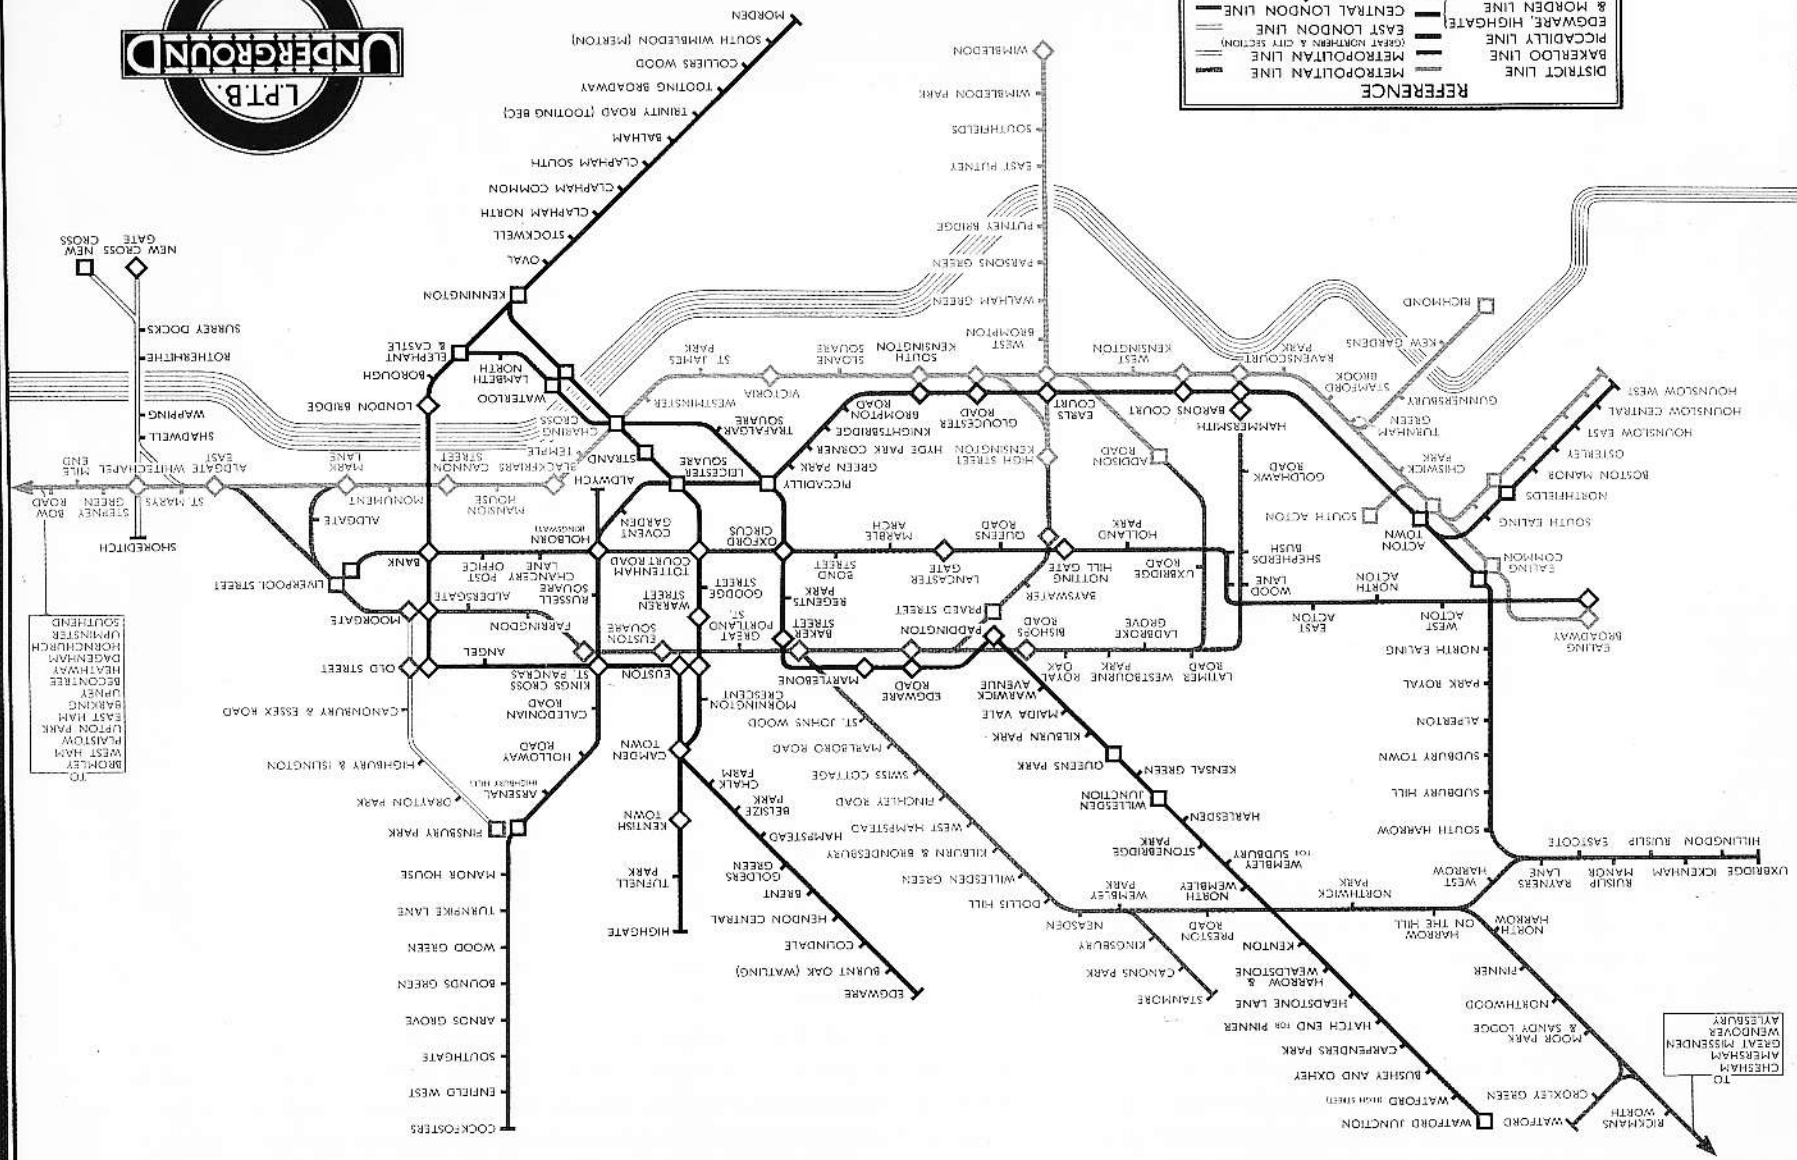 RICKMANS
WORTH
WATFORD
CROXLEY GREEN
TO
CHESHAM
AMERSHAM
GREAT MISSENDEN
WENDOVER
AYLESBURY
MOOR PARK
& SANDY LODGE
NORTHWOOD
PINNER
NORTH
HARROW
HARROW
ON THE HILL
WEST
HARROW
UXBRIDGE
HILLINGDON
ICKENHAM
RUISLIP
RUISLIP
MANOR
EASTCOTE
RAYNERS
LANE
SOUTH HARROW
SUDBURY HILL
SUDBURY TOWN
ALPERTON
PARK ROYAL
NORTH EALING
EALING
BROADWAY
EALING
COMMON
WATFORD JUNCTION
WATFORD (HIGH STREET)
BUSHEY AND OXHEY
CARPENDERS PARK
HATCH END FOR PINNER
HEADSTONE LANE
HARROW &
WEALDSTONE
KENTON
NORTHWICK
PARK
PRESTON
ROAD
NORTH
WEMBLEY
WEMBLEY
FOR SUDBURY
STONEBRIDGE
PARK
HARLESDEN
WILLESDEN
JUNCTION
KENSAL GREEN
QUEENS PARK
KILBURN PARK
MAIDA VALE
WARWICK
AVENUE
PADDINGTON
STANMORE
CANONS PARK
KINGSBURY
WEMBLEY
PARK
NEASDEN
DOLLIS HILL
WILLESDEN GREEN
KILBURN & BRONDESBURY
WEST HAMPSTEAD
FINCHLEY ROAD
SWISS COTTAGE
MARLBORO ROAD
ST. JOHNS WOOD
EDGWARE
BURNT OAK (WATLING)
COLINDALE
HENDON CENTRAL
BRENT
GOLDERS
GREEN
HAMPSTEAD
BELSIZE
PARK
CHALK
FARM
CAMDEN
TOWN
HIGHGATE
TUFNELL
PARK
KENTISH
TOWN
MORNINGTON
CRESCENT
COCKFOSTERS
ENFIELD WEST
SOUTHGATE
ARNOS GROVE
BOUNDS GREEN
WOOD GREEN
TURNPIKE LANE
MANOR HOUSE
FINSBURY PARK
ARSENAL
(HIGHBURY HILL)
HOLLOWAY
ROAD
CALEDONIAN
ROAD
DRAYTON PARK
HIGHBURY & ISLINGTON
CANONBURY & ESSEX ROAD
OLD STREET
TO
BROMLEY
WEST HAM
PLAISTOW
UPTON PARK
EAST HAM
BARKING
UPNEY
BECONTREE
HEATHWAY
DAGENHAM
HORNCHURCH
UPMINSTER
SOUTHEND
LATIMER
ROAD
WESTBOURNE
PARK
ROYAL
OAK
LADBROKE
GROVE
BISHOPS
ROAD
EDGWARE
ROAD
MARYLEBONE
BAKER
STREET
GREAT
PORTLAND
ST.
EUSTON
EUSTON
SQUARE
KINGS CROSS
ST. PANCRAS
ANGEL
FARRINGDON
ALDERSGATE
MOORGATE
LIVERPOOL STREET
PRAED STREET
BAYSWATER
REGENTS
PARK
WARREN
STREET
GOODGE
STREET
RUSSELL
SQUARE
WEST
ACTON
NORTH
ACTON
EAST
ACTON
WOOD
LANE
SHEPHERDS
BUSH
UXBRIDGE
ROAD
HOLLAND
PARK
NOTTING
HILL GATE
QUEENS
ROAD
LANCASTER
GATE
MARBLE
ARCH
BOND
STREET
OXFORD
CIRCUS
TOTTENHAM
COURT ROAD
HOLBORN
(KINGSWAY)
CHANCERY
LANE
POST
OFFICE
BANK
SHOREDITCH
GOLDHAWK
ROAD
HAMMERSMITH
ADDISON
ROAD
HIGH STREET
KENSINGTON
ACTON
TOWN
SOUTH ACTON
CHISWICK
PARK
TURNHAM
GREEN
STAMFORD
BROOK
RAVENSCOURT
PARK
WEST
KENSINGTON
BARONS COURT
EARLS
COURT
GLOUCESTER
ROAD
SOUTH
KENSINGTON
BROMPTON
ROAD
KNIGHTSBRIDGE
HYDE PARK CORNER
GREEN PARK
PICCADILLY
LEICESTER
SQUARE
COVENT
GARDEN
ALDWYCH
STRAND
TRAFALGAR
SQUARE
CHARING
CROSS
SOUTH EALING
NORTHFIELDS
BOSTON MANOR
OSTERLEY
HOUNSLOW EAST
HOUNSLOW CENTRAL
HOUNSLOW WEST
GUNNERSBURY
KEW GARDENS
RICHMOND
SLOANE
SQUARE
VICTORIA
ST. JAMES
PARK
WESTMINSTER
TEMPLE
BLACKFRIARS
MANSION
HOUSE
CANNON
STREET
MONUMENT
MARK
LANE
ALDGATE
ALDGATE
EAST
ST. MARYS
WHITECHAPEL
STEPNEY
GREEN
MILE
END
BOW
ROAD
SHADWELL
WAPPING
ROTHERHITHE
SURREY DOCKS
NEW CROSS
GATE
NEW
CROSS
LONDON BRIDGE
BOROUGH
ELEPHANT
& CASTLE
LAMBETH
NORTH
WATERLOO
KENNINGTON
OVAL
STOCKWELL
CLAPHAM NORTH
CLAPHAM COMMON
CLAPHAM SOUTH
BALHAM
TRINITY ROAD (TOOTING BEC)
TOOTING BROADWAY
COLLIERS WOOD
SOUTH WIMBLEDON (MERTON)
MORDEN
WEST
BROMPTON
WALHAM GREEN
PARSONS GREEN
PUTNEY BRIDGE
EAST PUTNEY
SOUTHFIELDS
WIMBLEDON PARK
WIMBLEDON
REFERENCE
DISTRICT LINE
BAKERLOO LINE
PICCADILLY LINE
EDGWARE, HIGHGATE
& MORDEN LINE
METROPOLITAN LINE
METROPOLITAN LINE
(GREAT NORTHERN & CITY SECTION)
EAST LONDON LINE
CENTRAL LONDON LINE
L.P.T.B.
UNDERGROUND